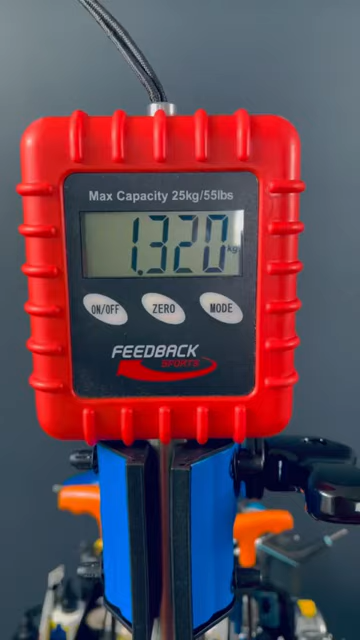 Max Capacity 25kg/55lbs
1.320 kg
ON/OFF ZERO MODE
FEEDBACK
SPORTS